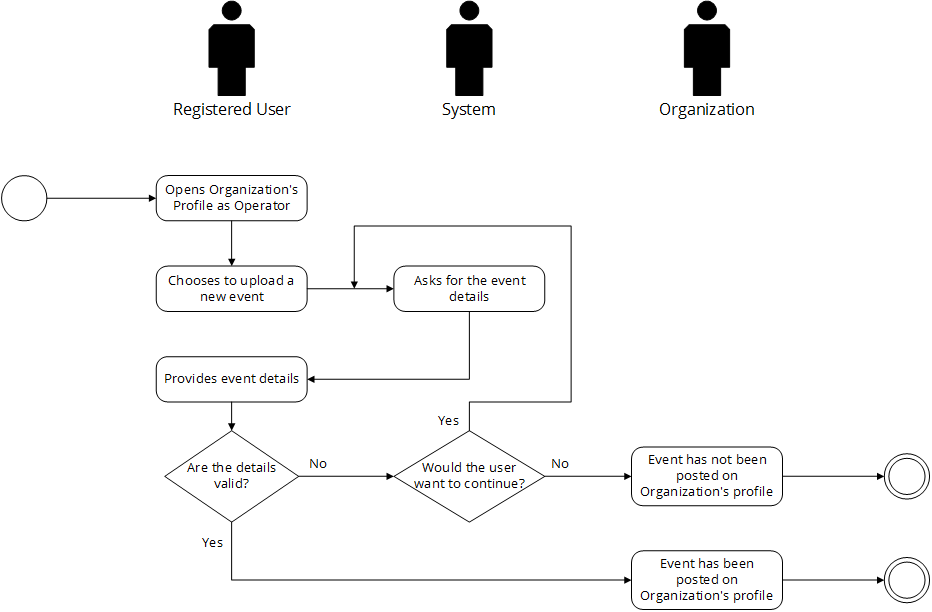 Registered User
System
Organization
Opens Organization's
Profile as Operator
Chooses to upload a
new event
Asks for the event
details
Provides event details
Yes
Are the details
valid?
No
Would the user
want to continue?
No
Event has not been
posted on
Organization's profile
Yes
Event has been
posted on
Organization's profile